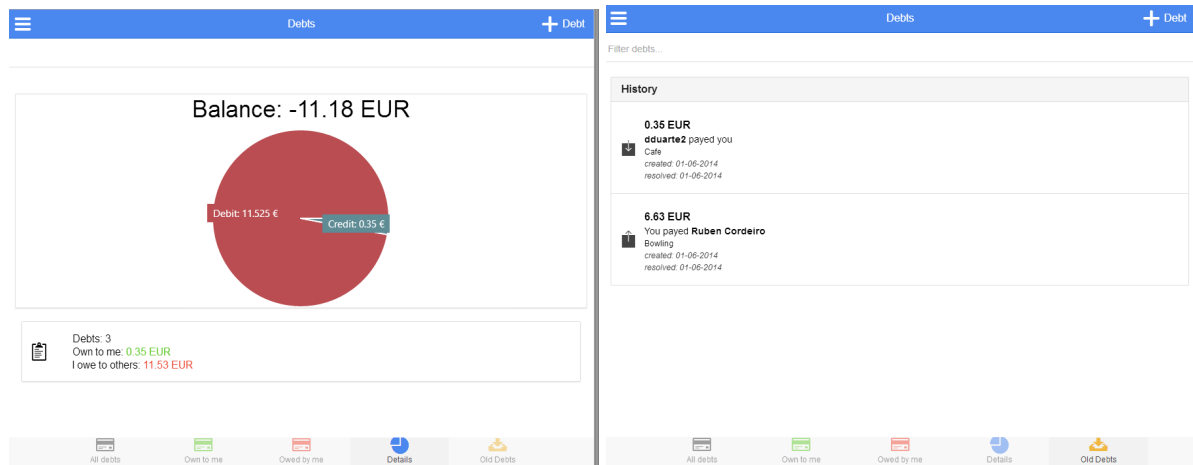 Debts
Debt
Balance: -11.18 EUR
Debit: 11.525 €
Credit: 0.35 €
Debts: 3
Own to me: 0.35 EUR
I owe to others: 11.53 EUR
All debts
Own to me
Owed by me
Details
Old Debts
Debts
Debt
Filter debts...
History
0.35 EUR
dduarte2 payed you
Cafe
created: 01-06-2014
resolved: 01-06-2014
6.63 EUR
You payed Ruben Cordeiro
Bowling
created: 01-06-2014
resolved: 01-06-2014
All debts
Own to me
Owed by me
Details
Old Debts